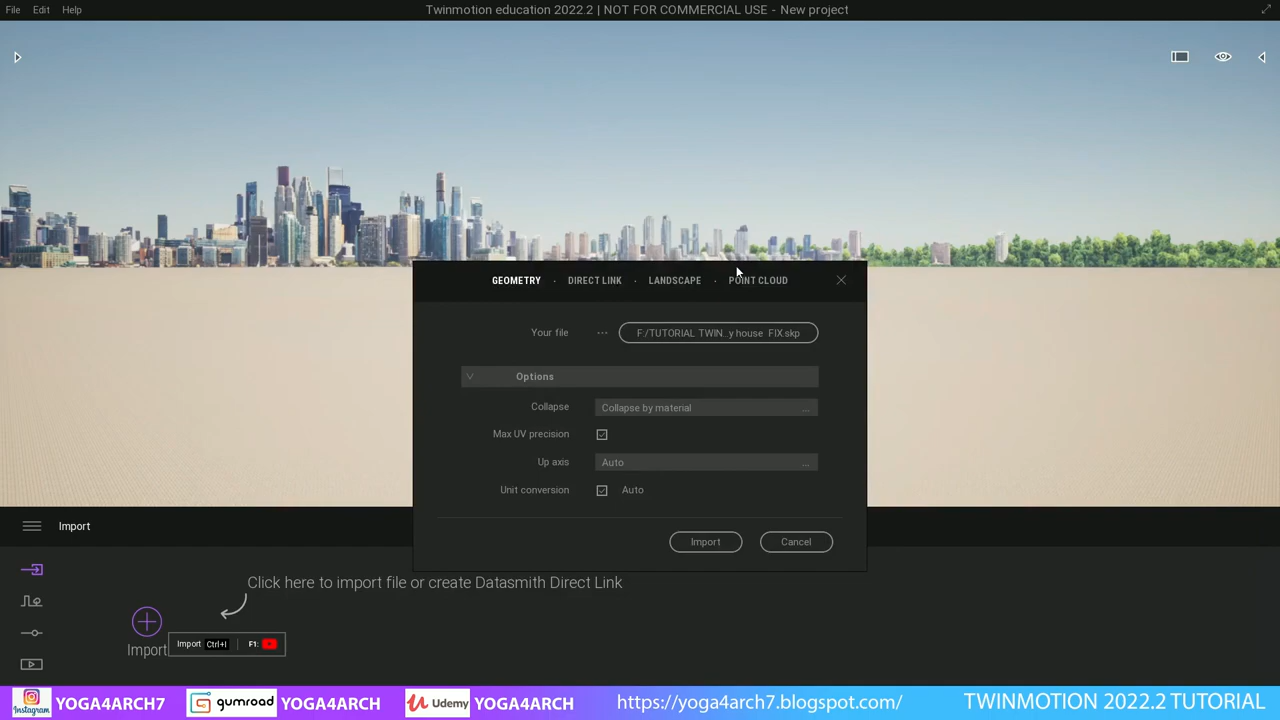 File Edit Help
Twinmotion education 2022.2 | NOT FOR COMMERCIAL USE - New project
GEOMETRY · DIRECT LINK · LANDSCAPE · POINT CLOUD
Your file ... F:/TUTORIAL TWIN...y house FIX.skp
Options
Collapse Collapse by material ...
Max UV precision
Up axis Auto ...
Unit conversion Auto
Import Cancel
Import
Click here to import file or create Datasmith Direct Link
Import
Import Ctrl+I F1:
Instagram YOGA4ARCH7 gumroad YOGA4ARCH Udemy YOGA4ARCH https://yoga4arch7.blogspot.com/ TWINMOTION 2022.2 TUTORIAL